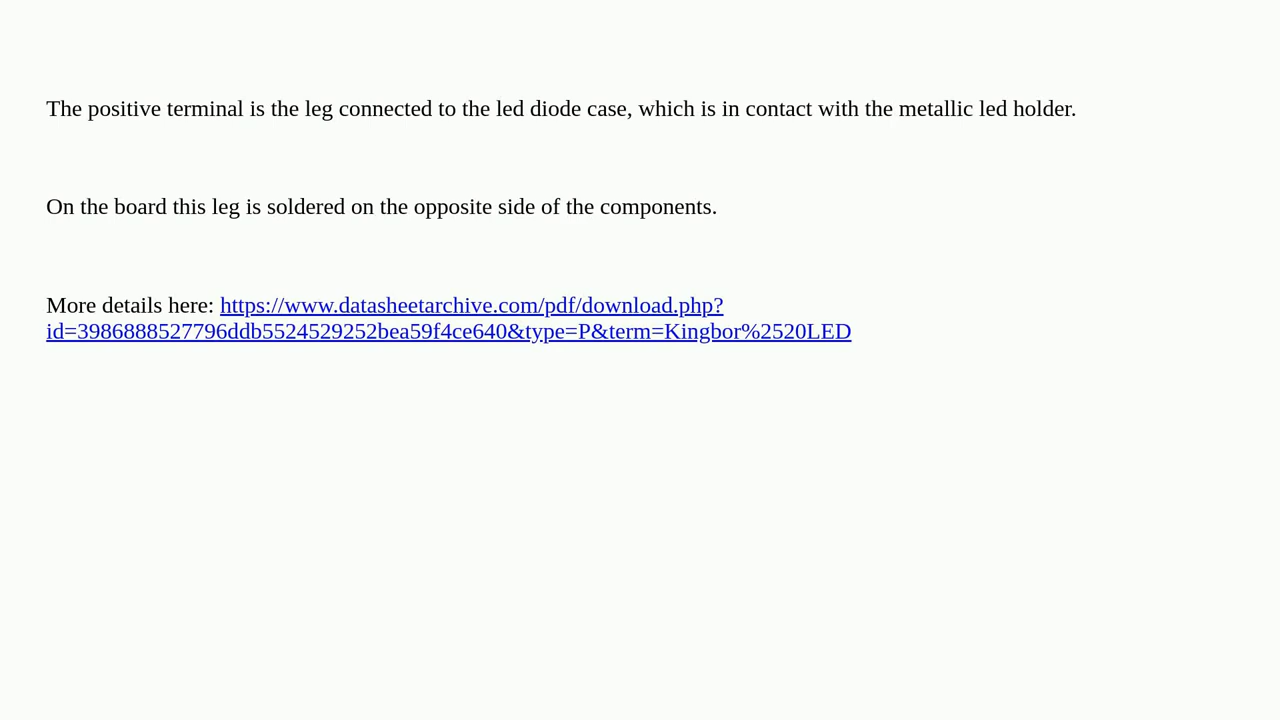 The positive terminal is the leg connected to the led diode case, which is in contact with the metallic led holder.
On the board this leg is soldered on the opposite side of the components.
More details here: https://www.datasheetarchive.com/pdf/download.php?
id=3986888527796ddb5524529252bea59f4ce640&type=P&term=Kingbor%2520LED